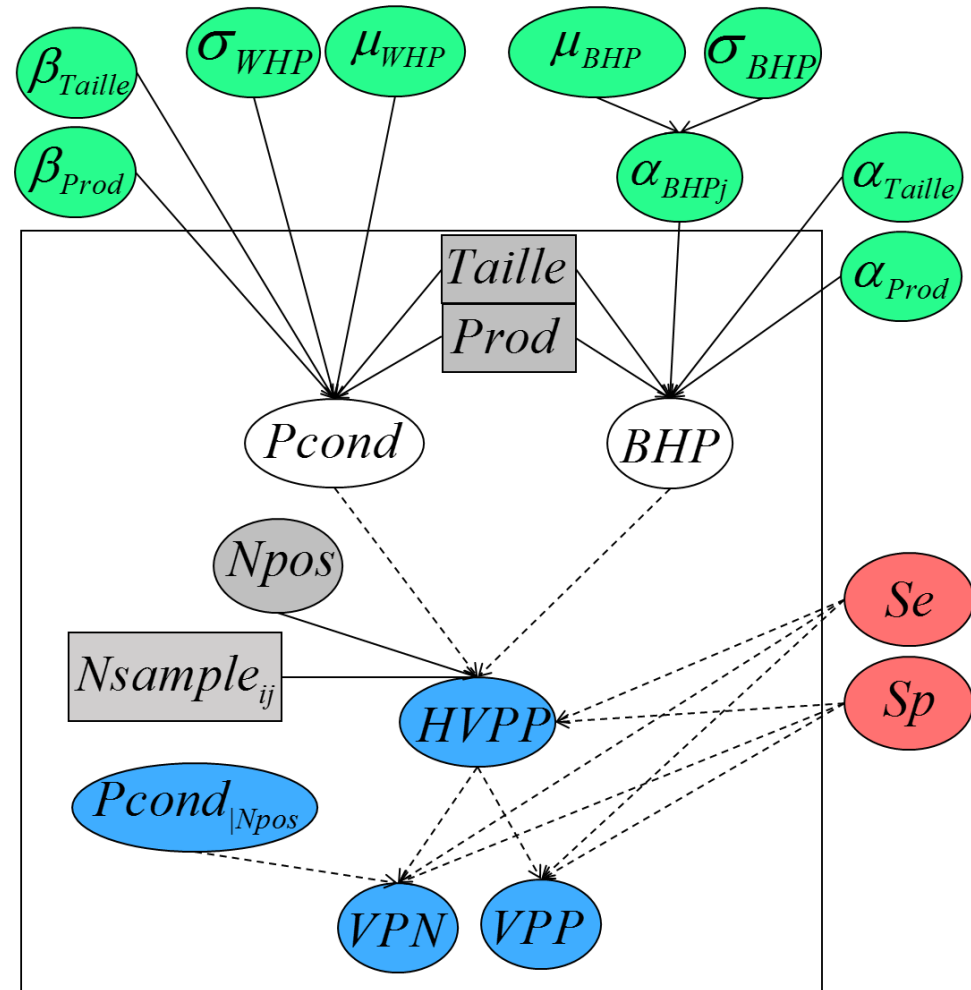 β_Taille
σ_WHP
μ_WHP
μ_BHP
σ_BHP
β_Prod
α_BHPj
α_Taille
α_Prod
Taille
Prod
Pcond
BHP
Npos
Nsample_ij
HVPP
Se
Sp
Pcond_|Npos
VPN
VPP